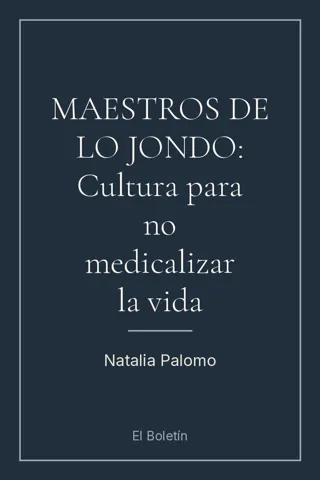 MAESTROS DE
LO JONDO:
Cultura para
no
medicalizar
la vida
Natalia Palomo
El Boletín